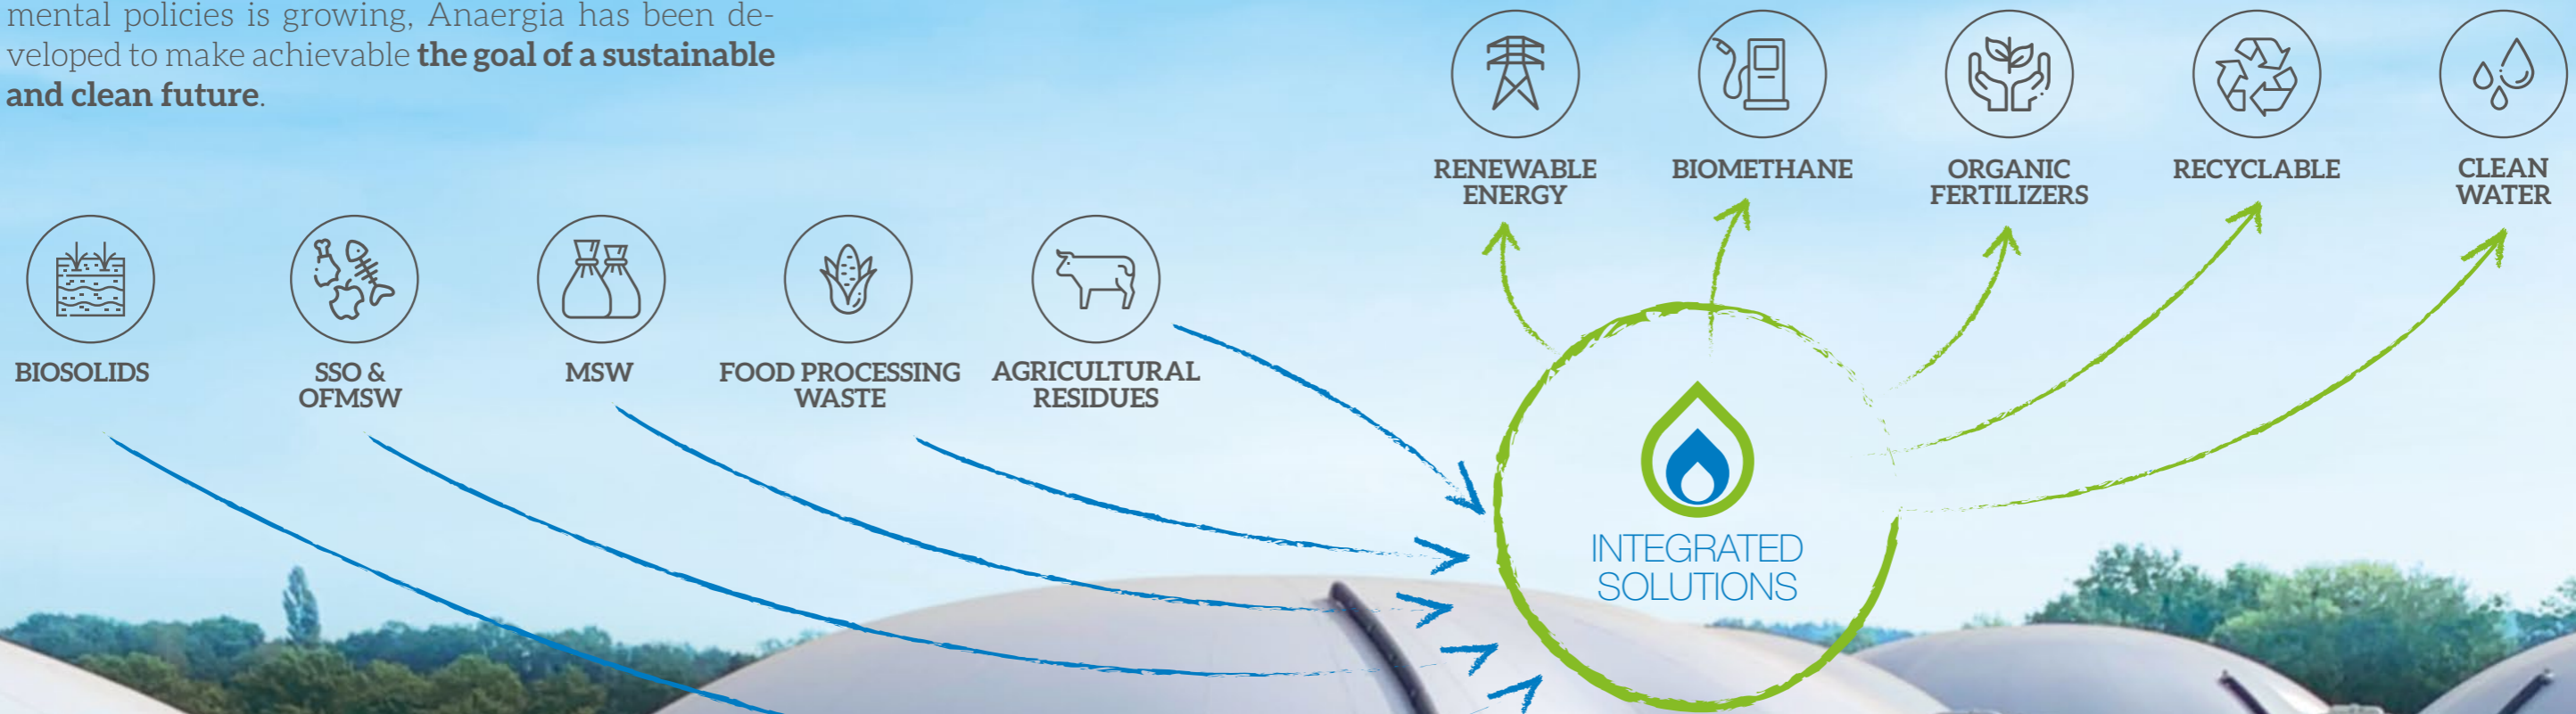 mental policies is growing, Anaergia has been de-
veloped to make achievable the goal of a sustainable
and clean future.
RENEWABLE
ENERGY
BIOMETHANE
ORGANIC
FERTILIZERS
RECYCLABLE
CLEAN
WATER
BIOSOLIDS
SSO &
OFMSW
MSW
FOOD PROCESSING
WASTE
AGRICULTURAL
RESIDUES
INTEGRATED
SOLUTIONS